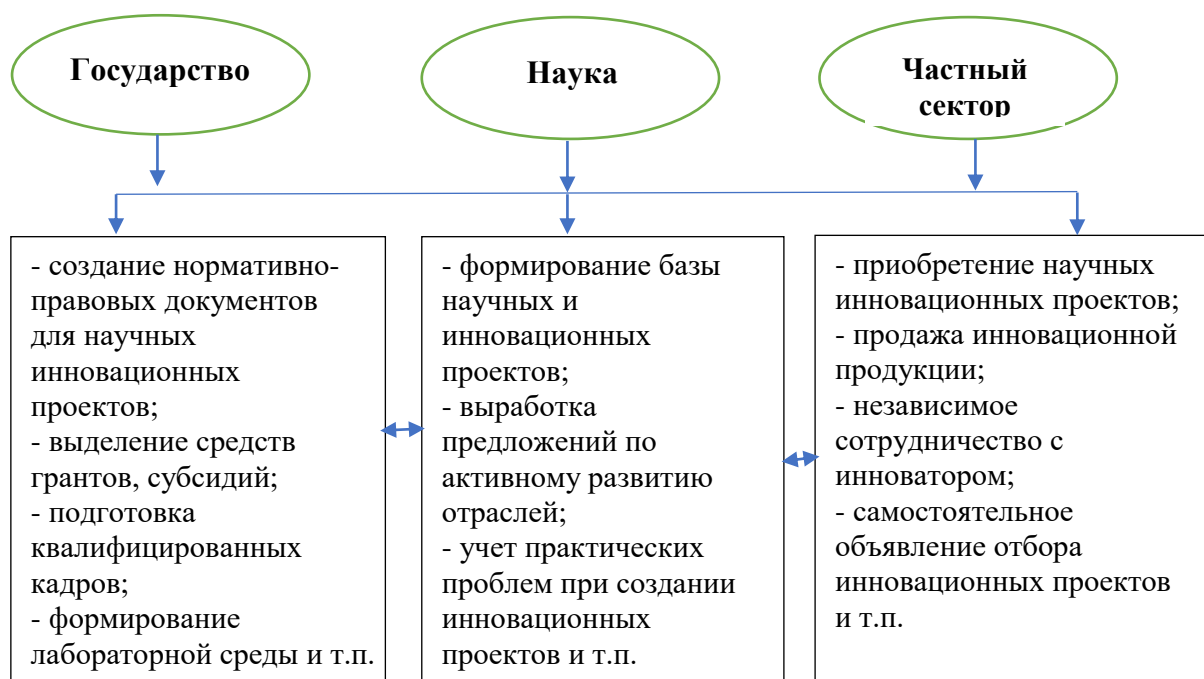 Государство
Наука
Частный
сектор
- создание нормативно-
правовых документов
для научных
инновационных
проектов;
- выделение средств
грантов, субсидий;
- подготовка
квалифицированных
кадров;
- формирование
лабораторной среды и т.п.
- формирование базы
научных и
инновационных
проектов;
- выработка
предложений по
активному развитию
отраслей;
- учет практических
проблем при создании
инновационных
проектов и т.п.
- приобретение научных
инновационных проектов;
- продажа инновационной
продукции;
- независимое
сотрудничество с
инноватором;
- самостоятельное
объявление отбора
инновационных проектов
и т.п.